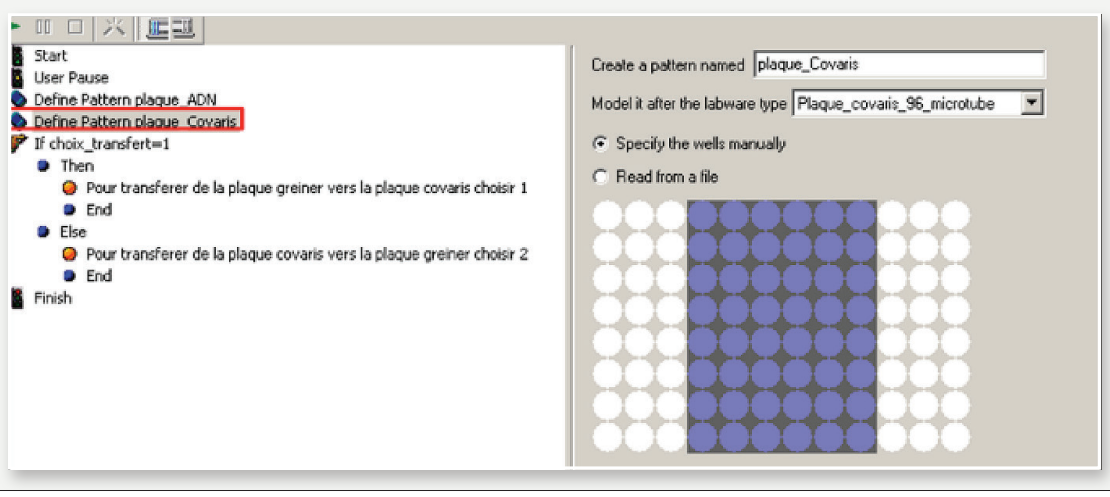 Start
User Pause
Define Pattern plaque_ADN
Define Pattern plaque_Covaris
If choix_transfert=1
Then
Pour transferer de la plaque greiner vers la plaque covaris choisir 1
End
Else
Pour transferer de la plaque covaris vers la plaque greiner choisir 2
End
Finish
Create a pattern named plaque_Covaris
Model it after the labware type Plaque_covaris_96_microtube
Specify the wells manually
Read from a file